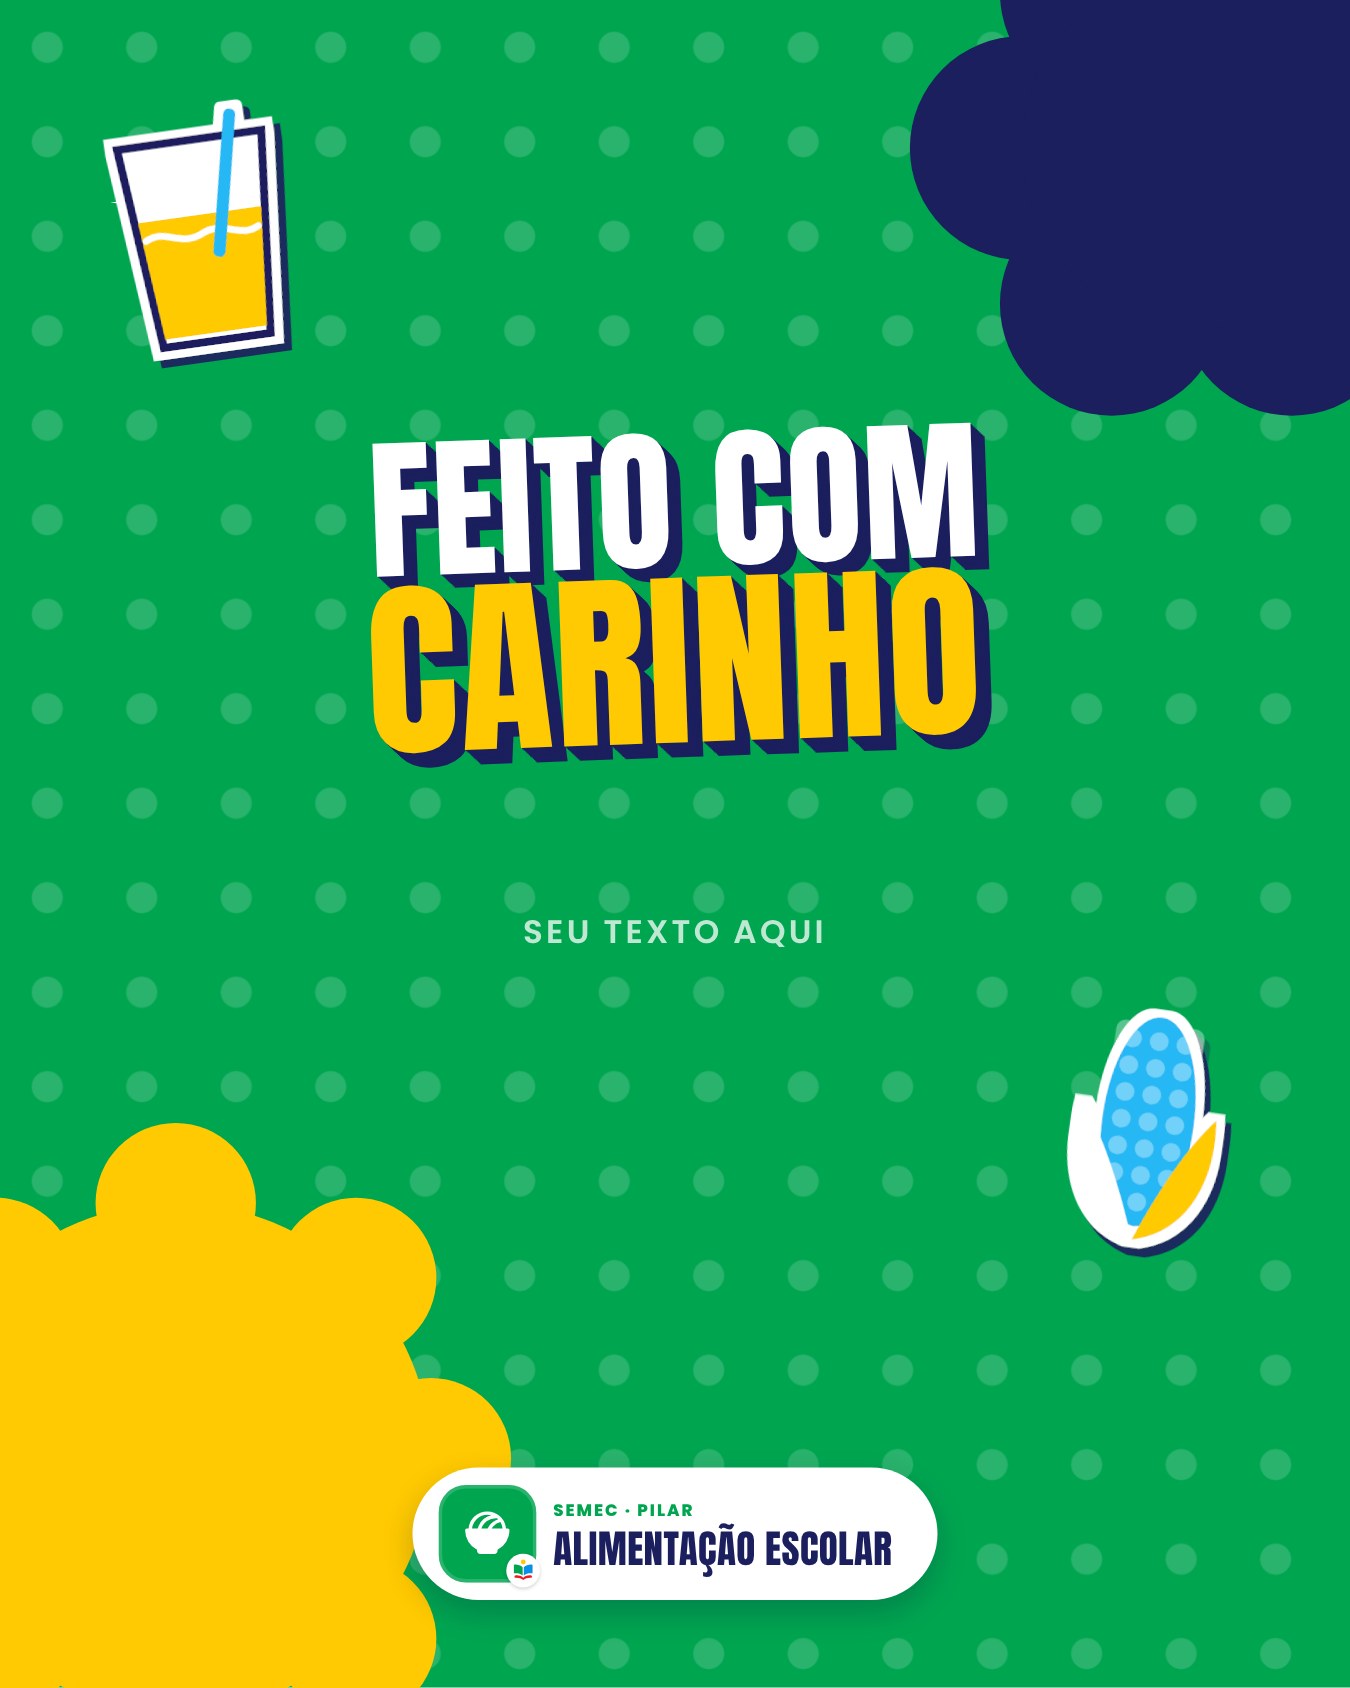 FEITO COM
CARINHO
SEU TEXTO AQUI
SEMEC · PILAR
ALIMENTAÇÃO ESCOLAR